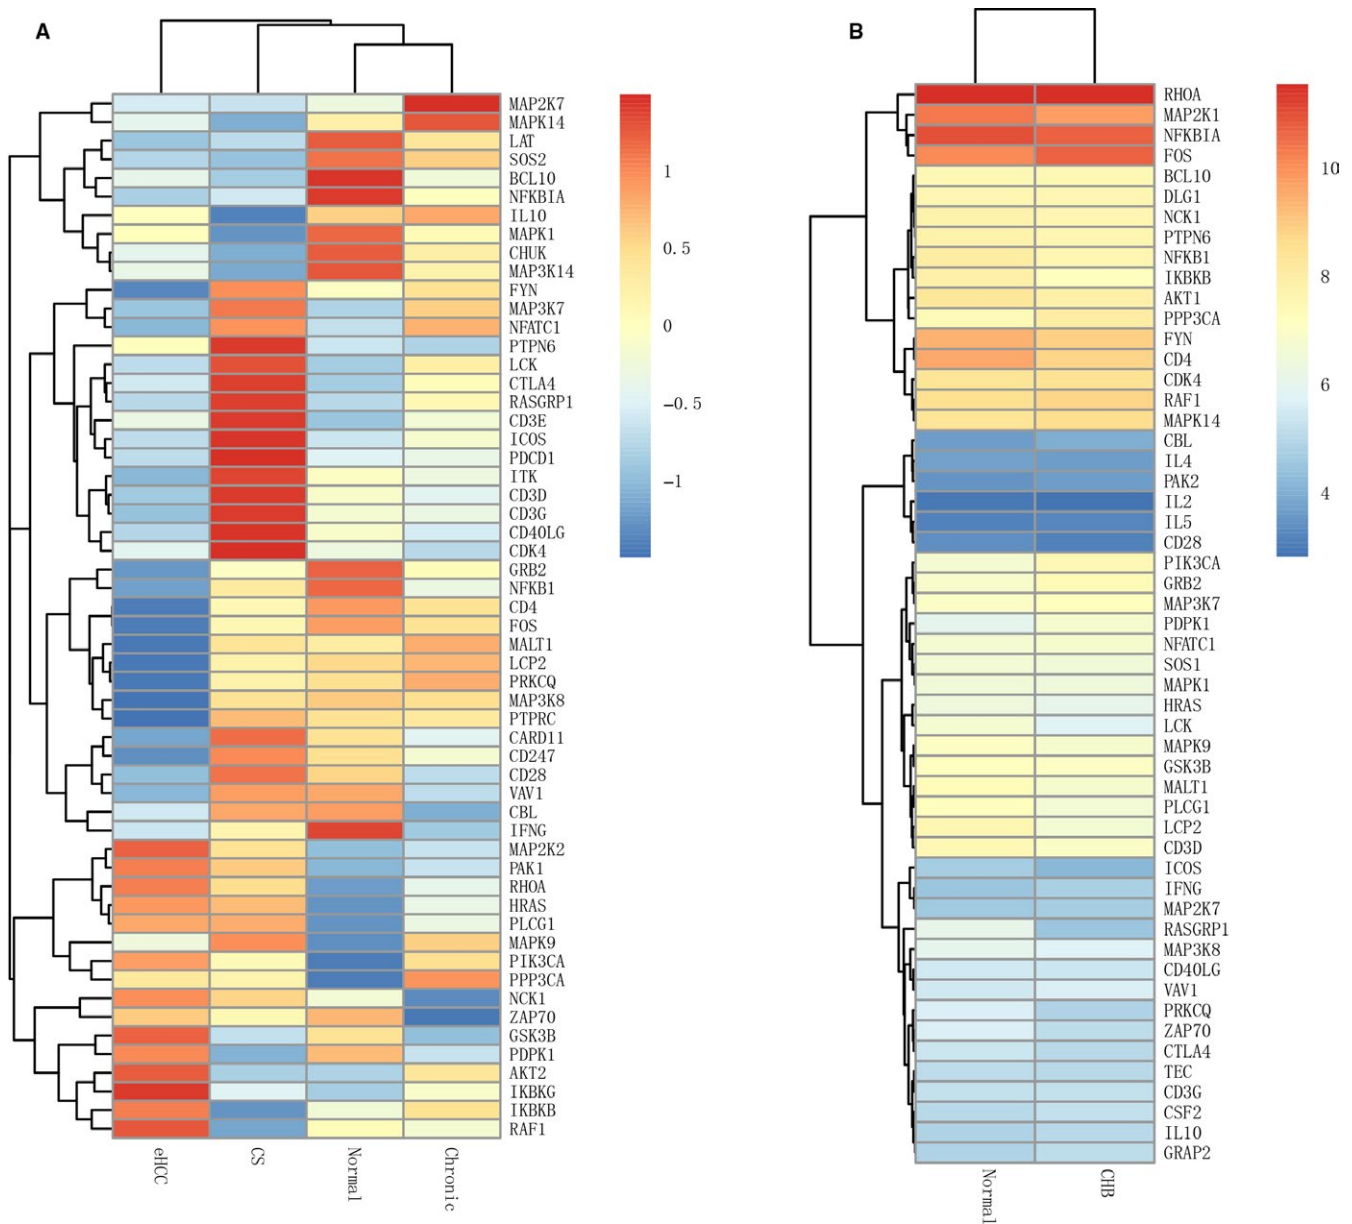 A
MAP2K7
MAPK14
LAT
SOS2
BCL10
NFKBIA
IL10
MAPK1
CHUK
MAP3K14
FYN
MAP3K7
NFATC1
PTPN6
LCK
CTLA4
RASGRP1
CD3E
ICOS
PDCD1
ITK
CD3D
CD3G
CD40LG
CDK4
GRB2
NFKB1
CD4
FOS
MALT1
LCP2
PRKCQ
MAP3K8
PTPRC
CARD11
CD247
CD28
VAV1
CBL
IFNG
MAP2K2
PAK1
RHOA
HRAS
PLCG1
MAPK9
PIK3CA
PPP3CA
NCK1
ZAP70
GSK3B
PDPK1
AKT2
IKBKG
IKBKB
RAF1
eHCC
CS
Normal
Chronic
1
0.5
0
-0.5
-1
B
RHOA
MAP2K1
NFKBIA
FOS
BCL10
DLG1
NCK1
PTPN6
NFKB1
IKBKB
AKT1
PPP3CA
FYN
CD4
CDK4
RAF1
MAPK14
CBL
IL4
PAK2
IL2
IL5
CD28
PIK3CA
GRB2
MAP3K7
PDPK1
NFATC1
SOS1
MAPK1
HRAS
LCK
MAPK9
GSK3B
MALT1
PLCG1
LCP2
CD3D
ICOS
IFNG
MAP2K7
RASGRP1
MAP3K8
CD40LG
VAV1
PRKCQ
ZAP70
CTLA4
TEC
CD3G
CSF2
IL10
GRAP2
Normal
CHB
10
8
6
4